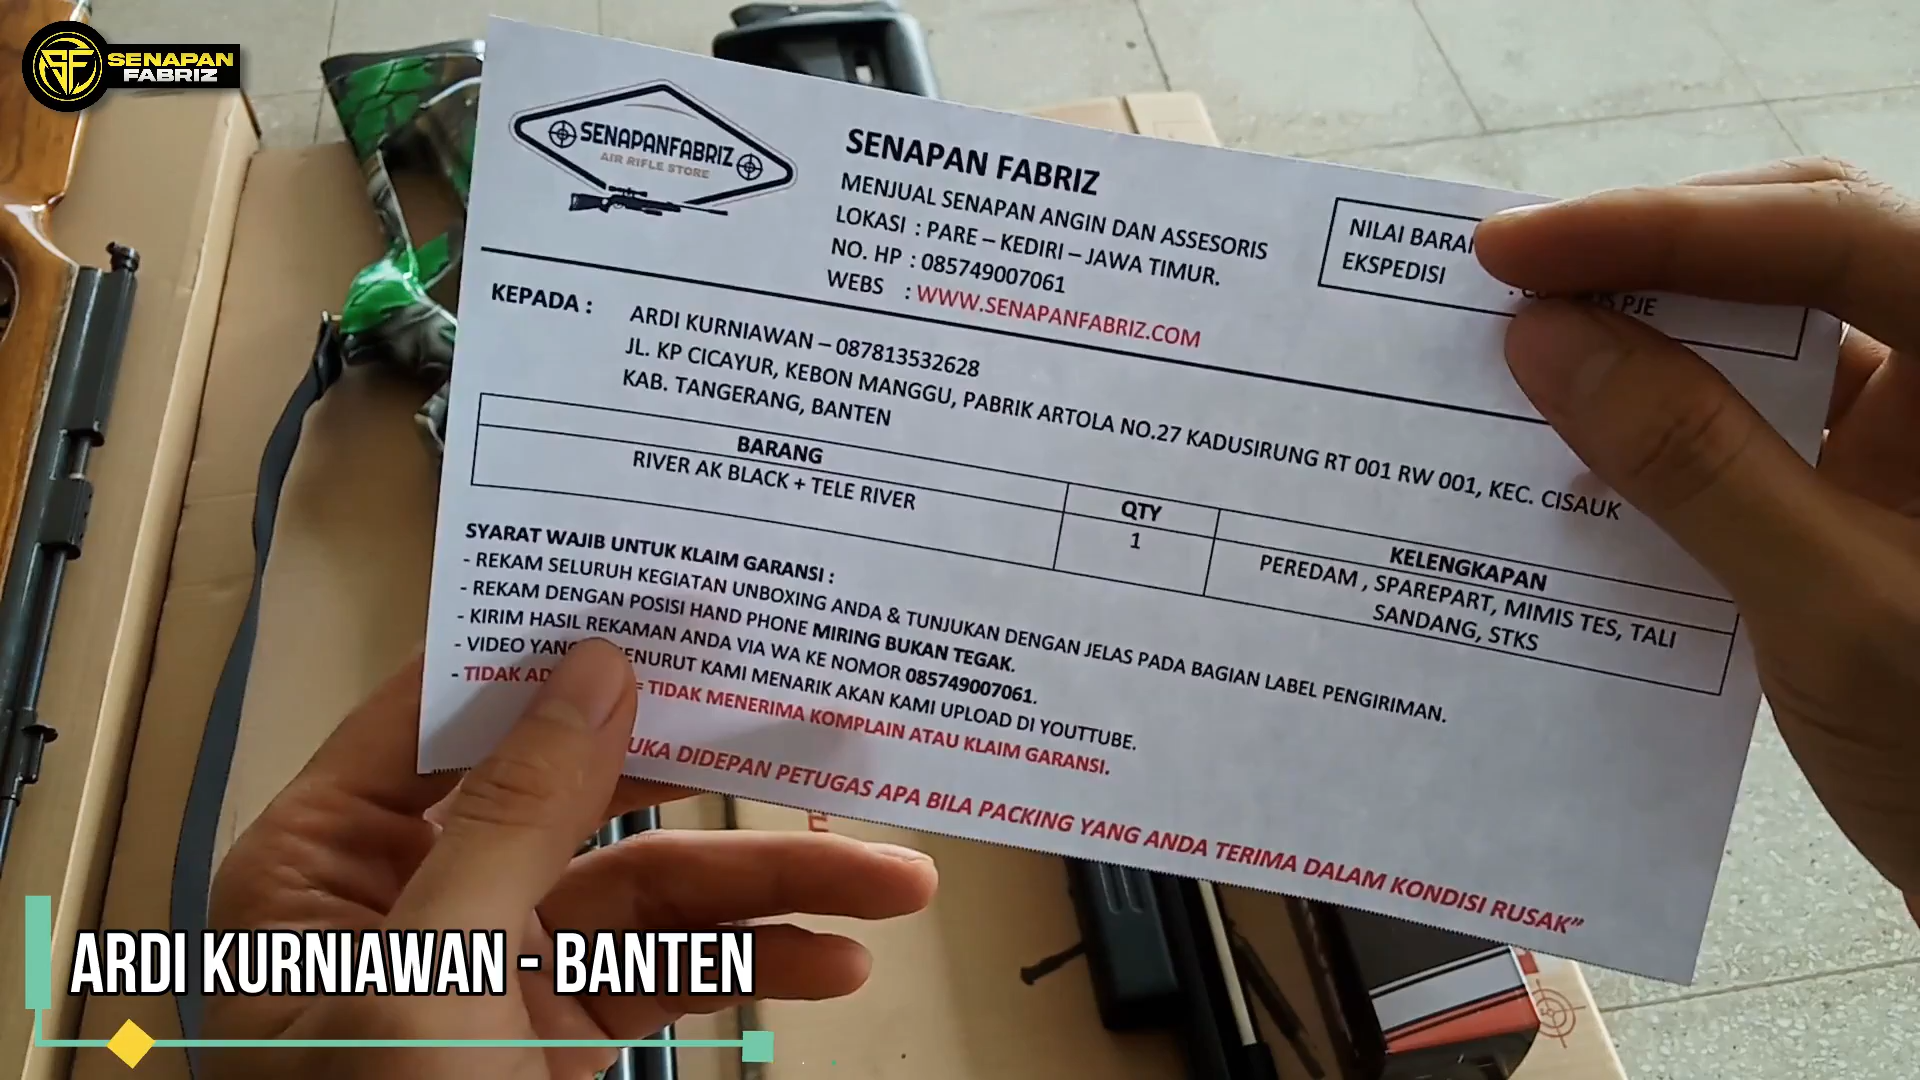 SENAPAN
FABRIZ
SENAPANFABRIZ
AIR RIFLE STORE
SENAPAN FABRIZ
MENJUAL SENAPAN ANGIN DAN ASSESORIS
LOKASI : PARE – KEDIRI – JAWA TIMUR.
NO. HP : 085749007061
WEBS : WWW.SENAPANFABRIZ.COM
NILAI
EKSPEDISI : PJE
KEPADA :
ARDI KURNIAWAN – 087813532628
JL. KP CICAYUR, KEBON MANGGU, PABRIK ARTOLA NO.27 KADUSIRUNG RT 001 RW 001, KEC. CISAUK
KAB. TANGERANG, BANTEN
BARANG QTY KELENGKAPAN
RIVER AK BLACK + TELE RIVER 1 PEREDAM , SPAREPART, MIMIS TES, TALI
SANDANG, STKS
SYARAT WAJIB UNTUK KLAIM GARANSI :
- REKAM SELURUH KEGIATAN UNBOXING ANDA & TUNJUKAN DENGAN JELAS PADA BAGIAN LABEL PENGIRIMAN.
- REKAM DENGAN POSISI HAND PHONE MIRING BUKAN TEGAK.
- KIRIM HASIL REKAMAN ANDA VIA WA KE NOMOR 085749007061.
- VIDEO MENURUT KAMI MENARIK AKAN KAMI UPLOAD DI YOUTTUBE.
- TIDAK = TIDAK MENERIMA KOMPLAIN ATAU KLAIM GARANSI.
DIDEPAN PETUGAS APA BILA PACKING YANG ANDA TERIMA DALAM KONDISI RUSAK”
ARDI KURNIAWAN - BANTEN